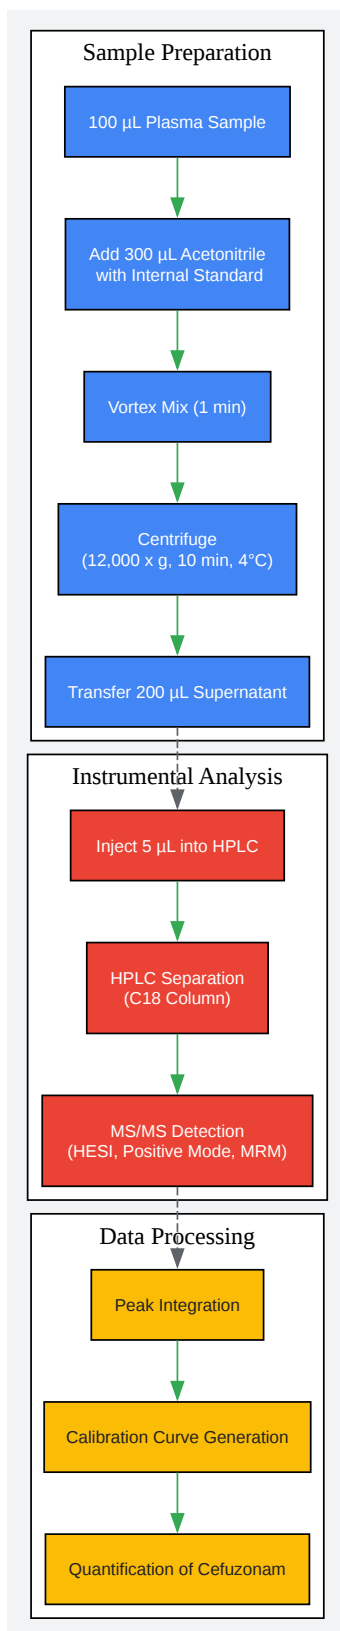 Sample Preparation
100 µL Plasma Sample
Add 300 µL Acetonitrile
with Internal Standard
Vortex Mix (1 min)
Centrifuge
(12,000 x g, 10 min, 4°C)
Transfer 200 µL Supernatant
Instrumental Analysis
Inject 5 µL into HPLC
HPLC Separation
(C18 Column)
MS/MS Detection
(HESI, Positive Mode, MRM)
Data Processing
Peak Integration
Calibration Curve Generation
Quantification of Cefuzonam